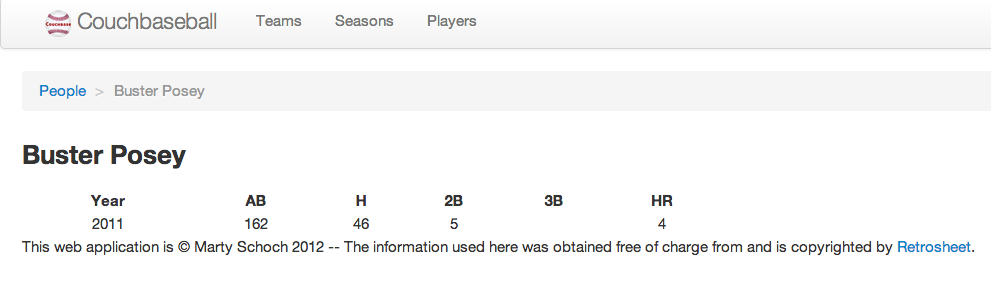 COUCHBASE Couchbaseball Teams Seasons Players
People > Buster Posey
Buster Posey
Year AB H 2B 3B HR
2011 162 46 5 4
This web application is © Marty Schoch 2012 -- The information used here was obtained free of charge from and is copyrighted by Retrosheet.